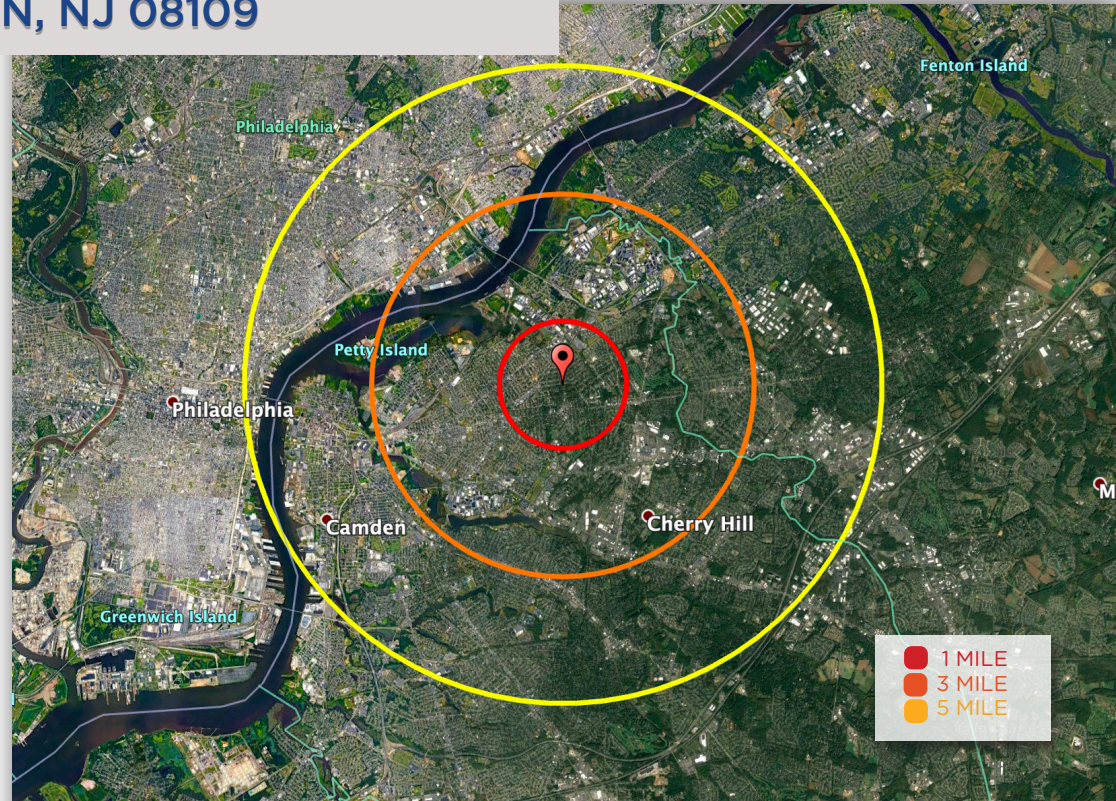 N, NJ 08109
Fenton Island
Philadelphia
Petty Island
Philadelphia
Camden
Cherry Hill
Greenwich Island
1 MILE
3 MILE
5 MILE